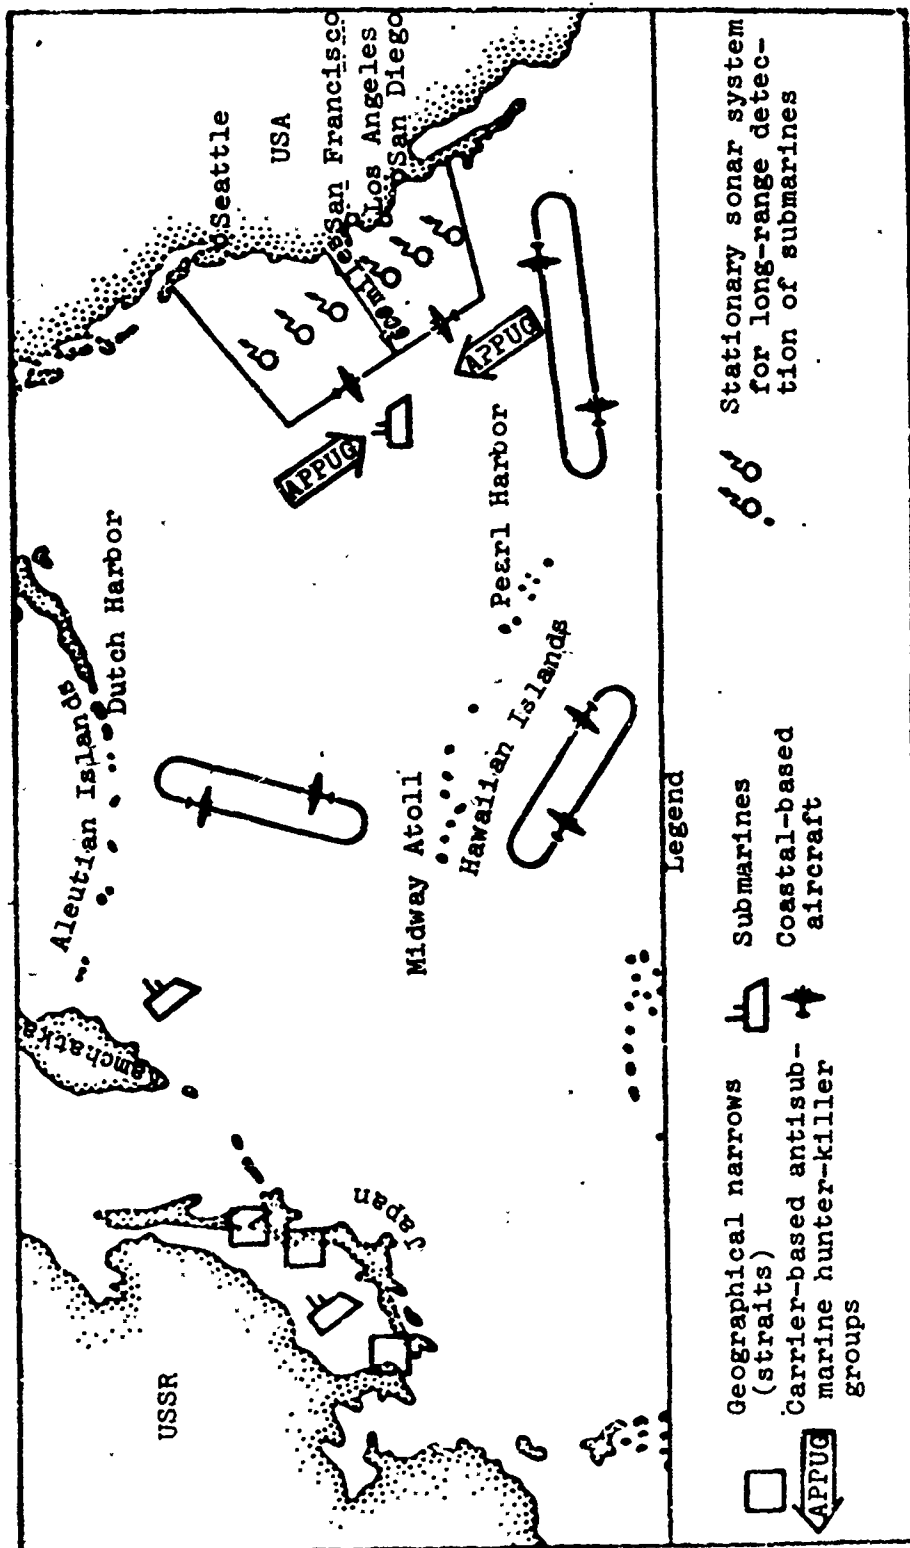 Seattle
USA
San Francisco
Los Angeles
San Diego
APPUG
APPUG
Aleutian Islands
Dutch Harbor
Pearl Harbor
Midway Atoll
Hawaiian Islands
amchatka
USSR
Japan
Legend
Geographical narrows
(straits)
APPUG
Carrier-based antisub-
marine hunter-killer
groups
Submarines
Coastal-based
aircraft
Stationary sonar system
for long-range detec-
tion of submarines